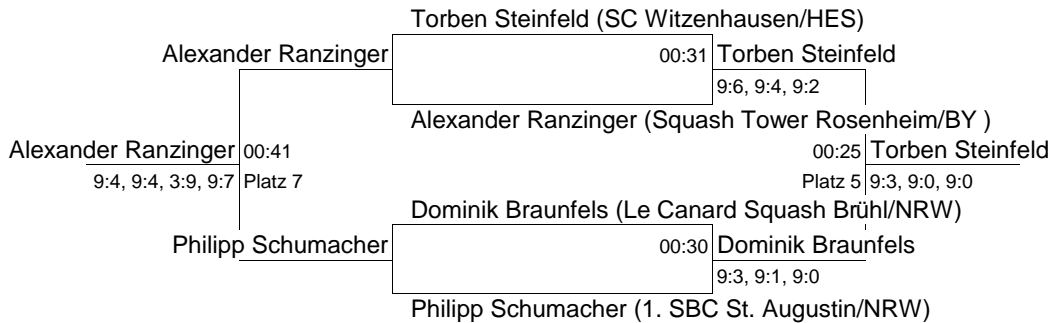 Torben Steinfeld (SC Witzenhausen/HES)
Alexander Ranzinger 00:31 Torben Steinfeld
9:6, 9:4, 9:2
Alexander Ranzinger (Squash Tower Rosenheim/BY )
Alexander Ranzinger 00:41 00:25 Torben Steinfeld
9:4, 9:4, 3:9, 9:7 Platz 7 Platz 5 9:3, 9:0, 9:0
Dominik Braunfels (Le Canard Squash Brühl/NRW)
Philipp Schumacher 00:30 Dominik Braunfels
9:3, 9:1, 9:0
Philipp Schumacher (1. SBC St. Augustin/NRW)